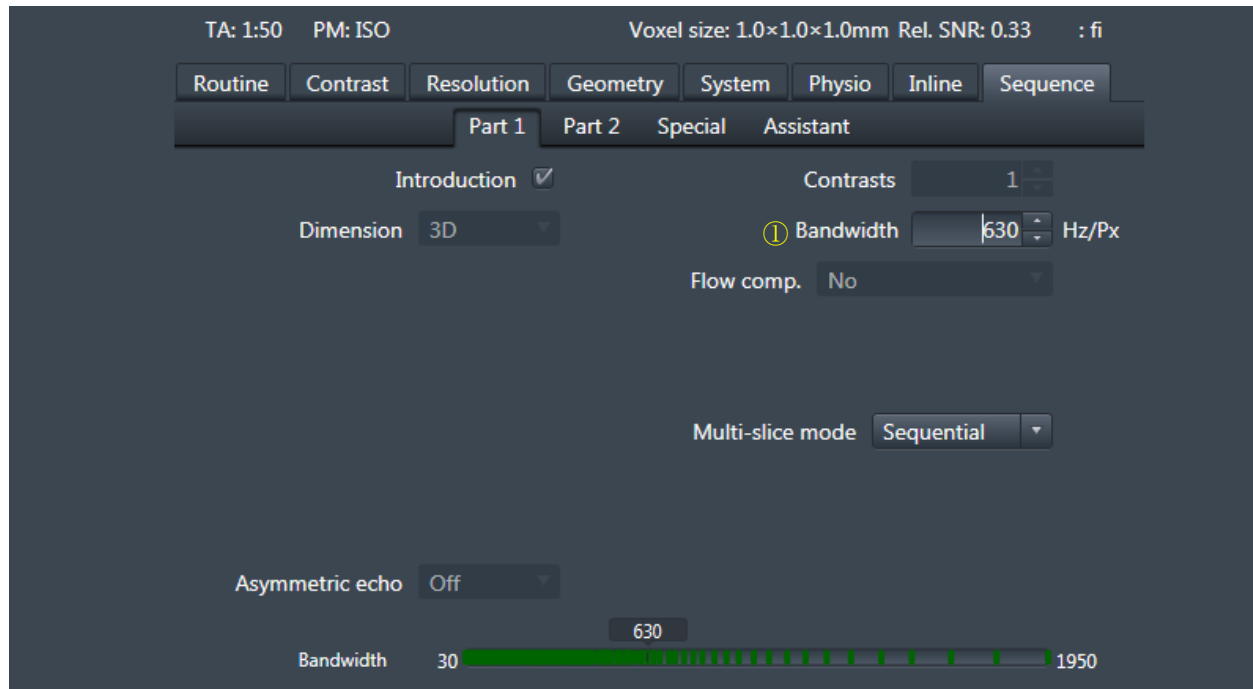 TA: 1:50 PM: ISO Voxel size: 1.0×1.0×1.0mm Rel. SNR: 0.33 : fi
Routine Contrast Resolution Geometry System Physio Inline Sequence
Part 1 Part 2 Special Assistant
Introduction Contrasts 1
Dimension 3D ① Bandwidth 630 Hz/Px
Flow comp. No
Multi-slice mode Sequential
Asymmetric echo Off
630
Bandwidth 30 1950